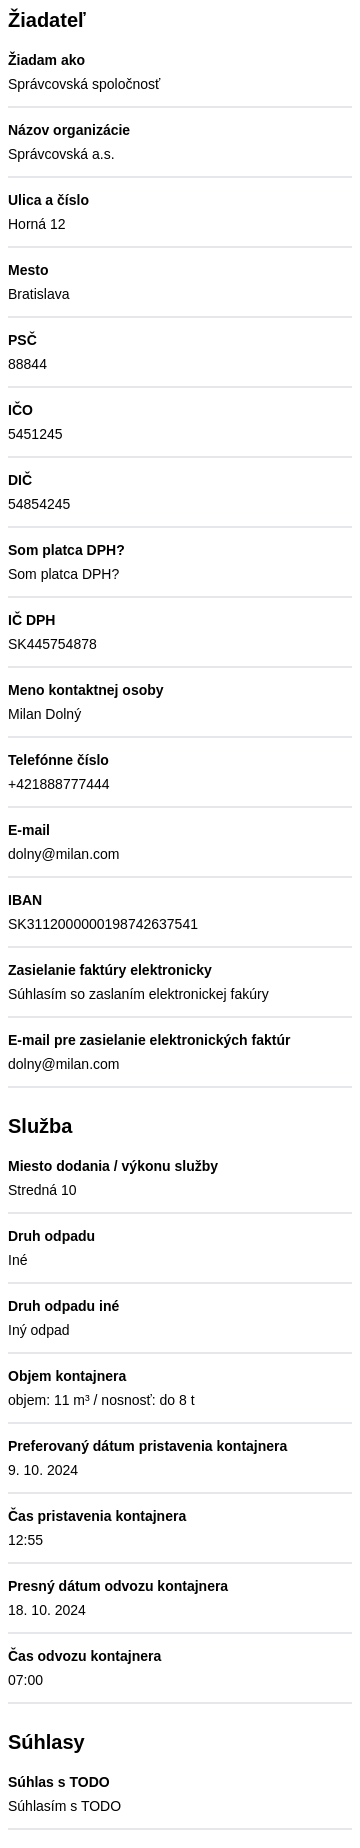 Žiadateľ
Žiadam ako
Správcovská spoločnosť
Názov organizácie
Správcovská a.s.
Ulica a číslo
Horná 12
Mesto
Bratislava
PSČ
88844
IČO
5451245
DIČ
54854245
Som platca DPH?
Som platca DPH?
IČ DPH
SK445754878
Meno kontaktnej osoby
Milan Dolný
Telefónne číslo
+421888777444
E-mail
dolny@milan.com
IBAN
SK3112000000198742637541
Zasielanie faktúry elektronicky
Súhlasím so zaslaním elektronickej fakúry
E-mail pre zasielanie elektronických faktúr
dolny@milan.com
Služba
Miesto dodania / výkonu služby
Stredná 10
Druh odpadu
Iné
Druh odpadu iné
Iný odpad
Objem kontajnera
objem: 11 m³ / nosnosť: do 8 t
Preferovaný dátum pristavenia kontajnera
9. 10. 2024
Čas pristavenia kontajnera
12:55
Presný dátum odvozu kontajnera
18. 10. 2024
Čas odvozu kontajnera
07:00
Súhlasy
Súhlas s TODO
Súhlasím s TODO